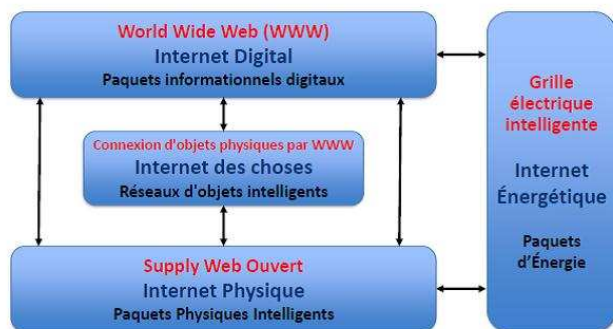 World Wide Web (WWW)
Internet Digital
Paquets informationnels digitaux
Connexion d'objets physiques par WWW
Internet des choses
Réseaux d'objets intelligents
Supply Web Ouvert
Internet Physique
Paquets Physiques Intelligents
Grille
électrique
intelligente
Internet
Énergétique
Paquets
d'Énergie